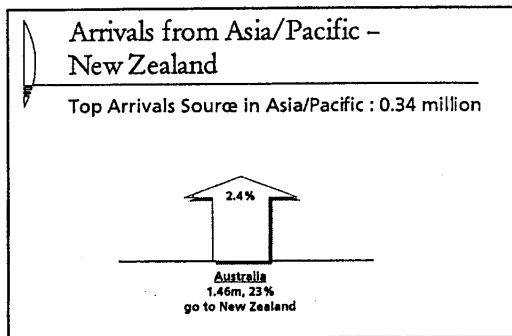 Arrivals from Asia/Pacific –
New Zealand
Top Arrivals Source in Asia/Pacific : 0.34 million
2.4%
Australia
1.46m, 23%
go to New Zealand